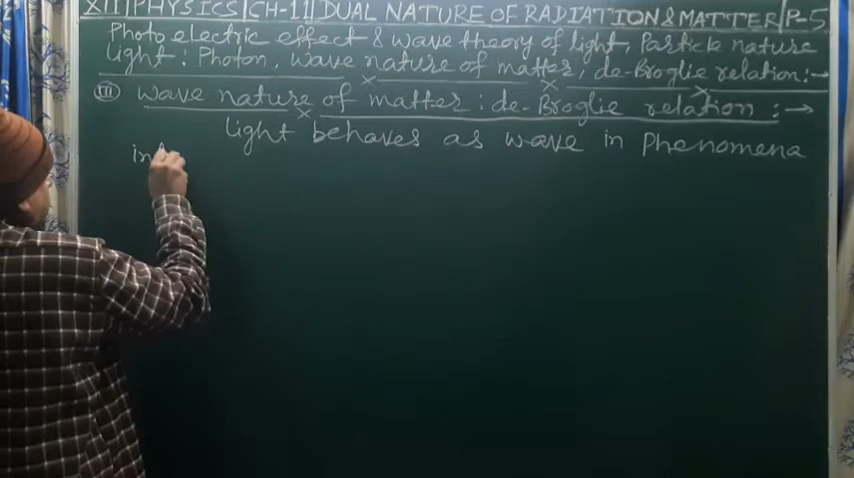 XII|PHYSICS|CH-11|DUAL NATURE OF RADIATION & MATTER|P-5
Photo electric effect & wave theory of light, Particle nature
light : Photon, wave nature of matter, de-Broglie relation :→
III wave nature of matter : de-Broglie relation :→
light behaves as wave in Phenomena
in